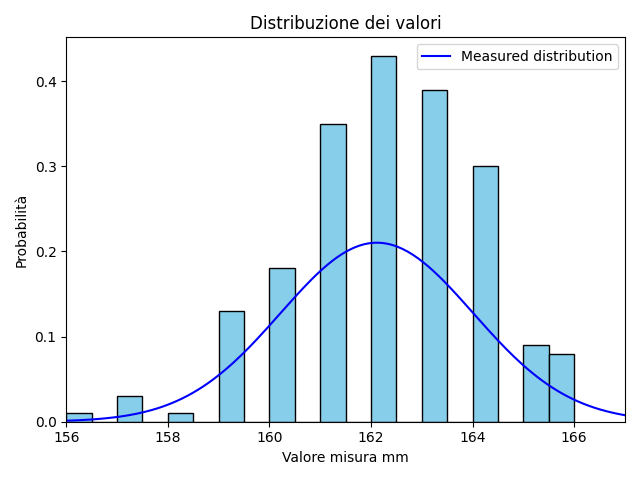 Distribuzione dei valori
Measured distribution
0.4
0.3
0.2
0.1
0.0
Probabilità
156 158 160 162 164 166
Valore misura mm